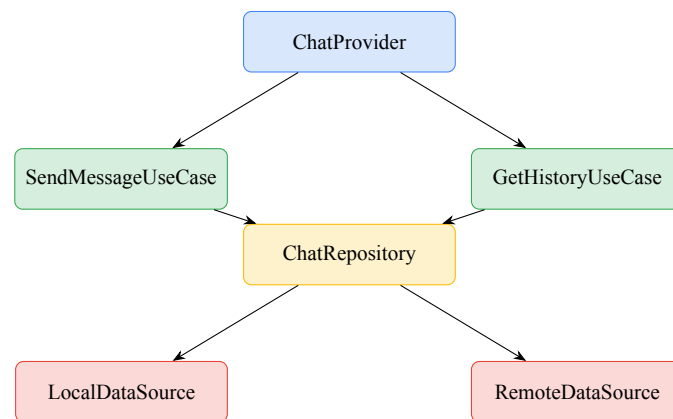 ChatProvider
SendMessageUseCase
GetHistoryUseCase
ChatRepository
LocalDataSource
RemoteDataSource